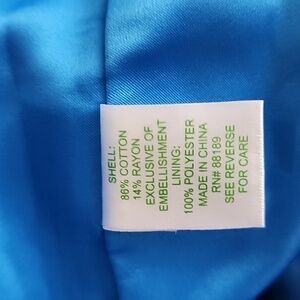 SHELL:
86% COTTON
14% RAYON
EXCLUSIVE OF
EMBELLISHMENT
LINING:
100% POLYESTER
MADE IN CHINA
RN# 88189
SEE REVERSE
FOR CARE